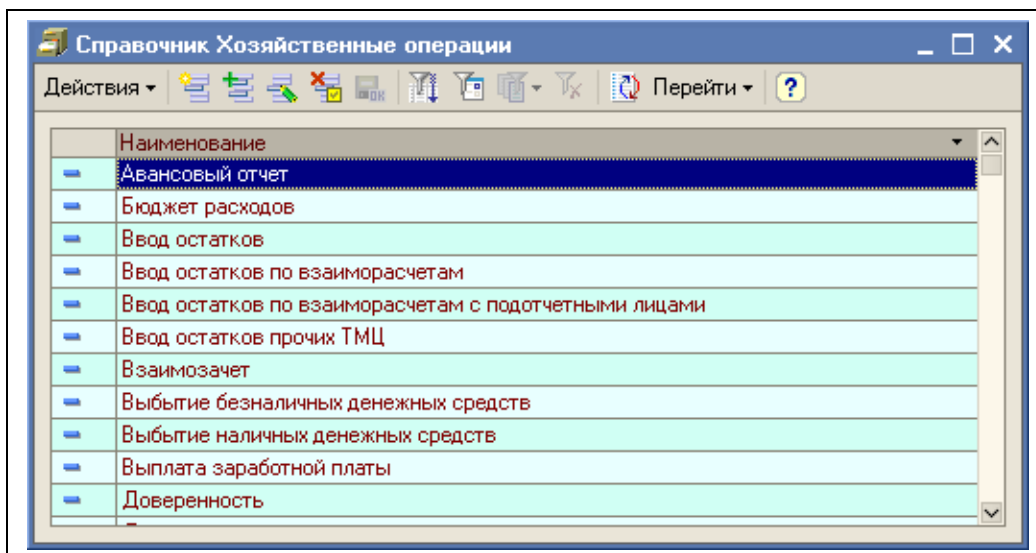 Справочник Хозяйственные операции
Действия Перейти ?
Наименование
Авансовый отчет
Бюджет расходов
Ввод остатков
Ввод остатков по взаиморасчетам
Ввод остатков по взаиморасчетам с подотчетными лицами
Ввод остатков прочих ТМЦ
Взаимозачет
Выбытие безналичных денежных средств
Выбытие наличных денежных средств
Выплата заработной платы
Доверенность